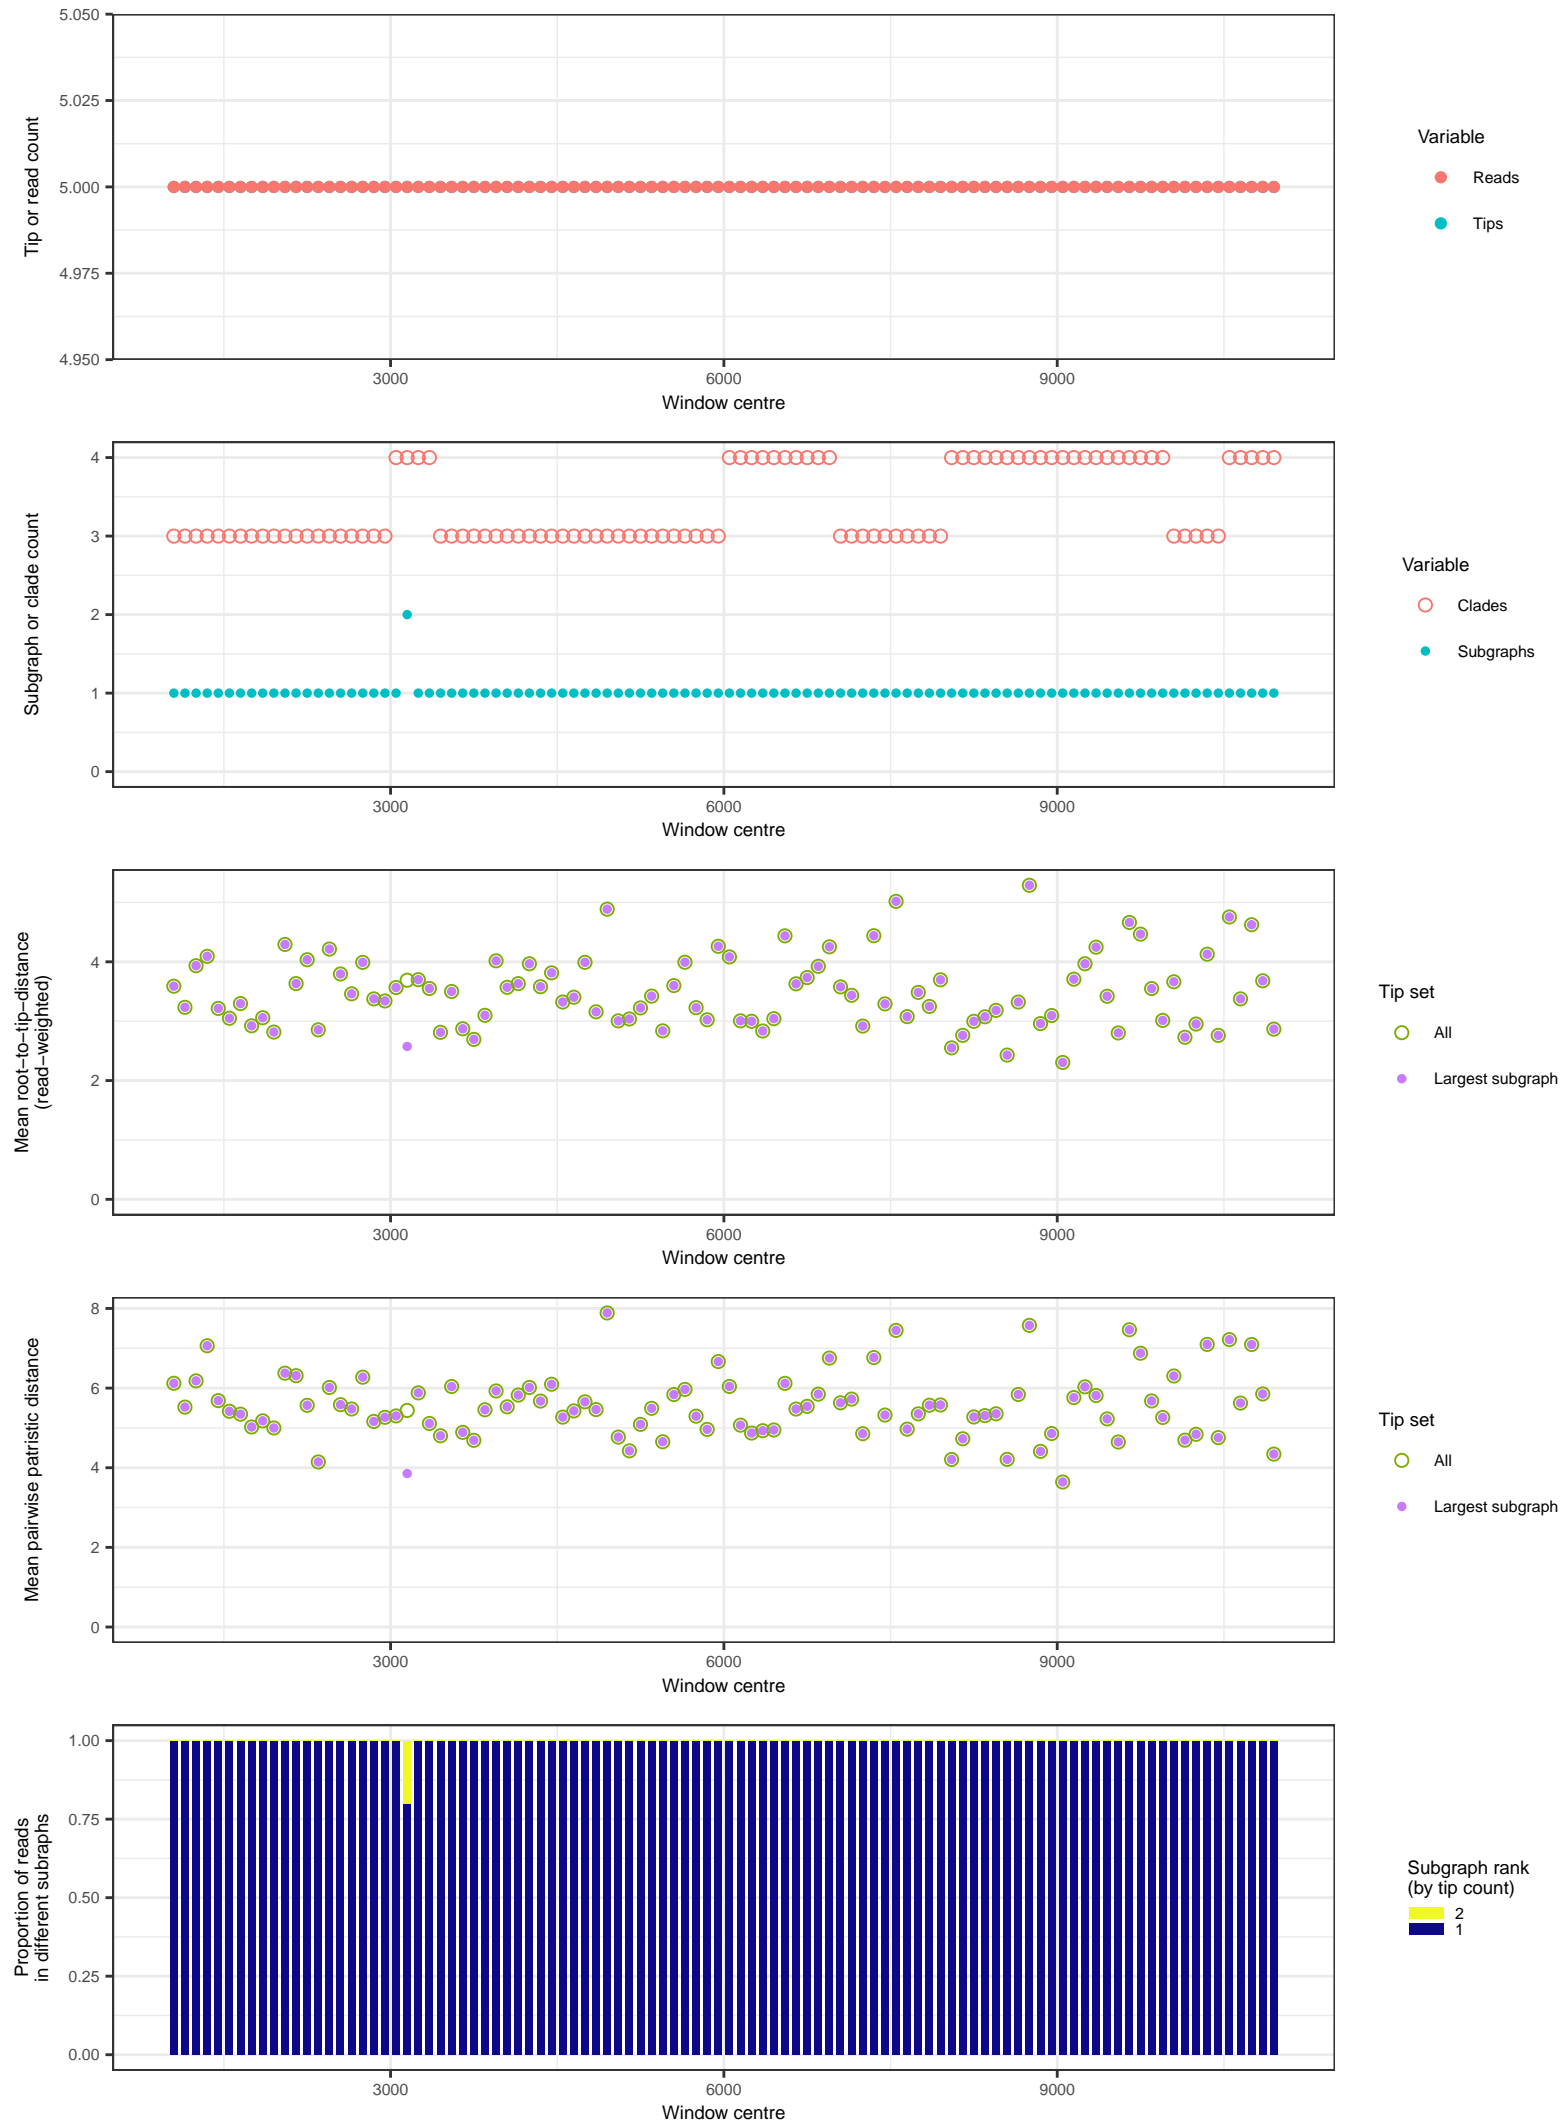 5.050
5.025
5.000
4.975
4.950
Tip or read count
3000
6000
9000
Window centre
Variable
Reads
Tips
4
3
2
1
0
Subgraph or clade count
3000
6000
9000
Window centre
Variable
Clades
Subgraphs
4
2
0
Mean root−to−tip−distance
(read−weighted)
3000
6000
9000
Window centre
Tip set
All
Largest subgraph
8
6
4
2
0
Mean pairwise patristic distance
3000
6000
9000
Window centre
Tip set
All
Largest subgraph
1.00
0.75
0.50
0.25
0.00
Proportion of reads
in different subraphs
3000
6000
9000
Window centre
Subgraph rank
(by tip count)
2
1